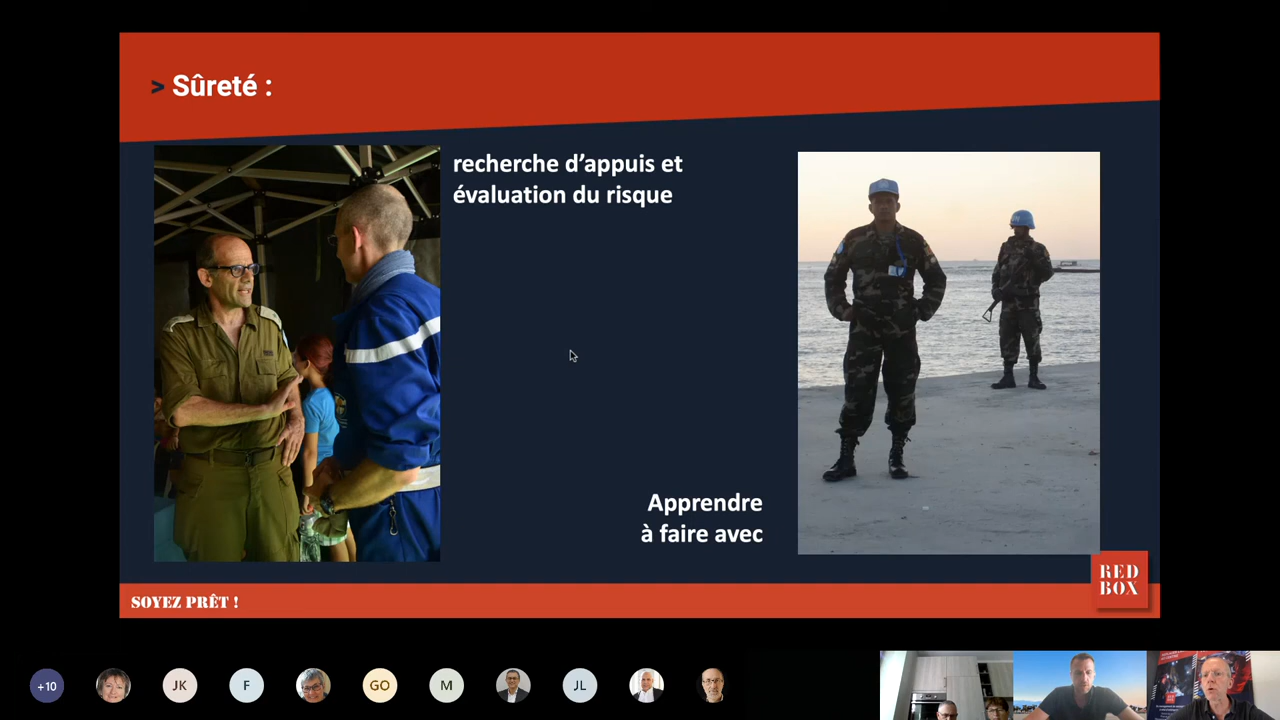 > Sûreté :
recherche d’appuis et
évaluation du risque
Apprendre
à faire avec
RED
BOX
SOYEZ PRÊT !
+10
JK
F
GO
M
JL